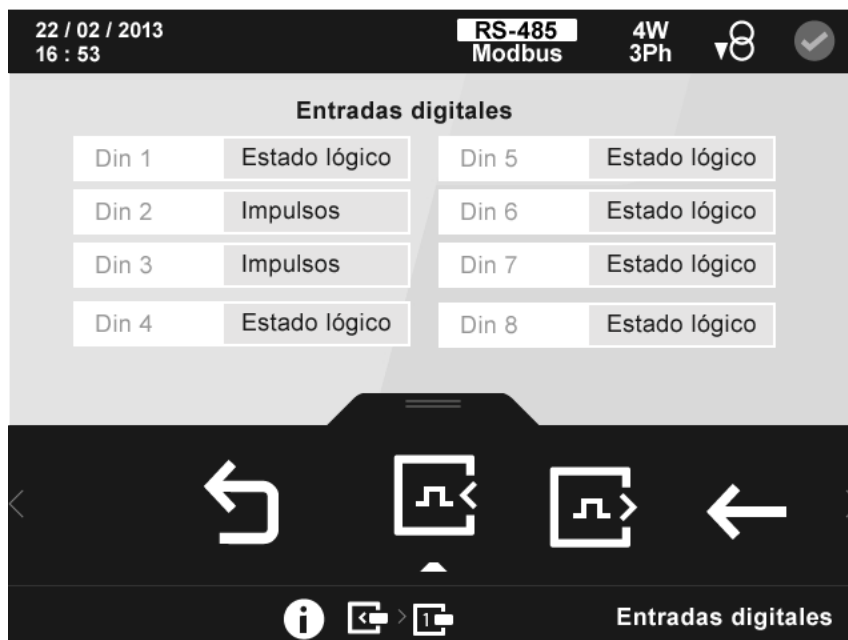 22 / 02 / 2013
16 : 53
RS-485
Modbus
4W
3Ph
Entradas digitales
Din 1 Estado lógico
Din 5 Estado lógico
Din 2 Impulsos
Din 6 Estado lógico
Din 3 Impulsos
Din 7 Estado lógico
Din 4 Estado lógico
Din 8 Estado lógico
1
Entradas digitales